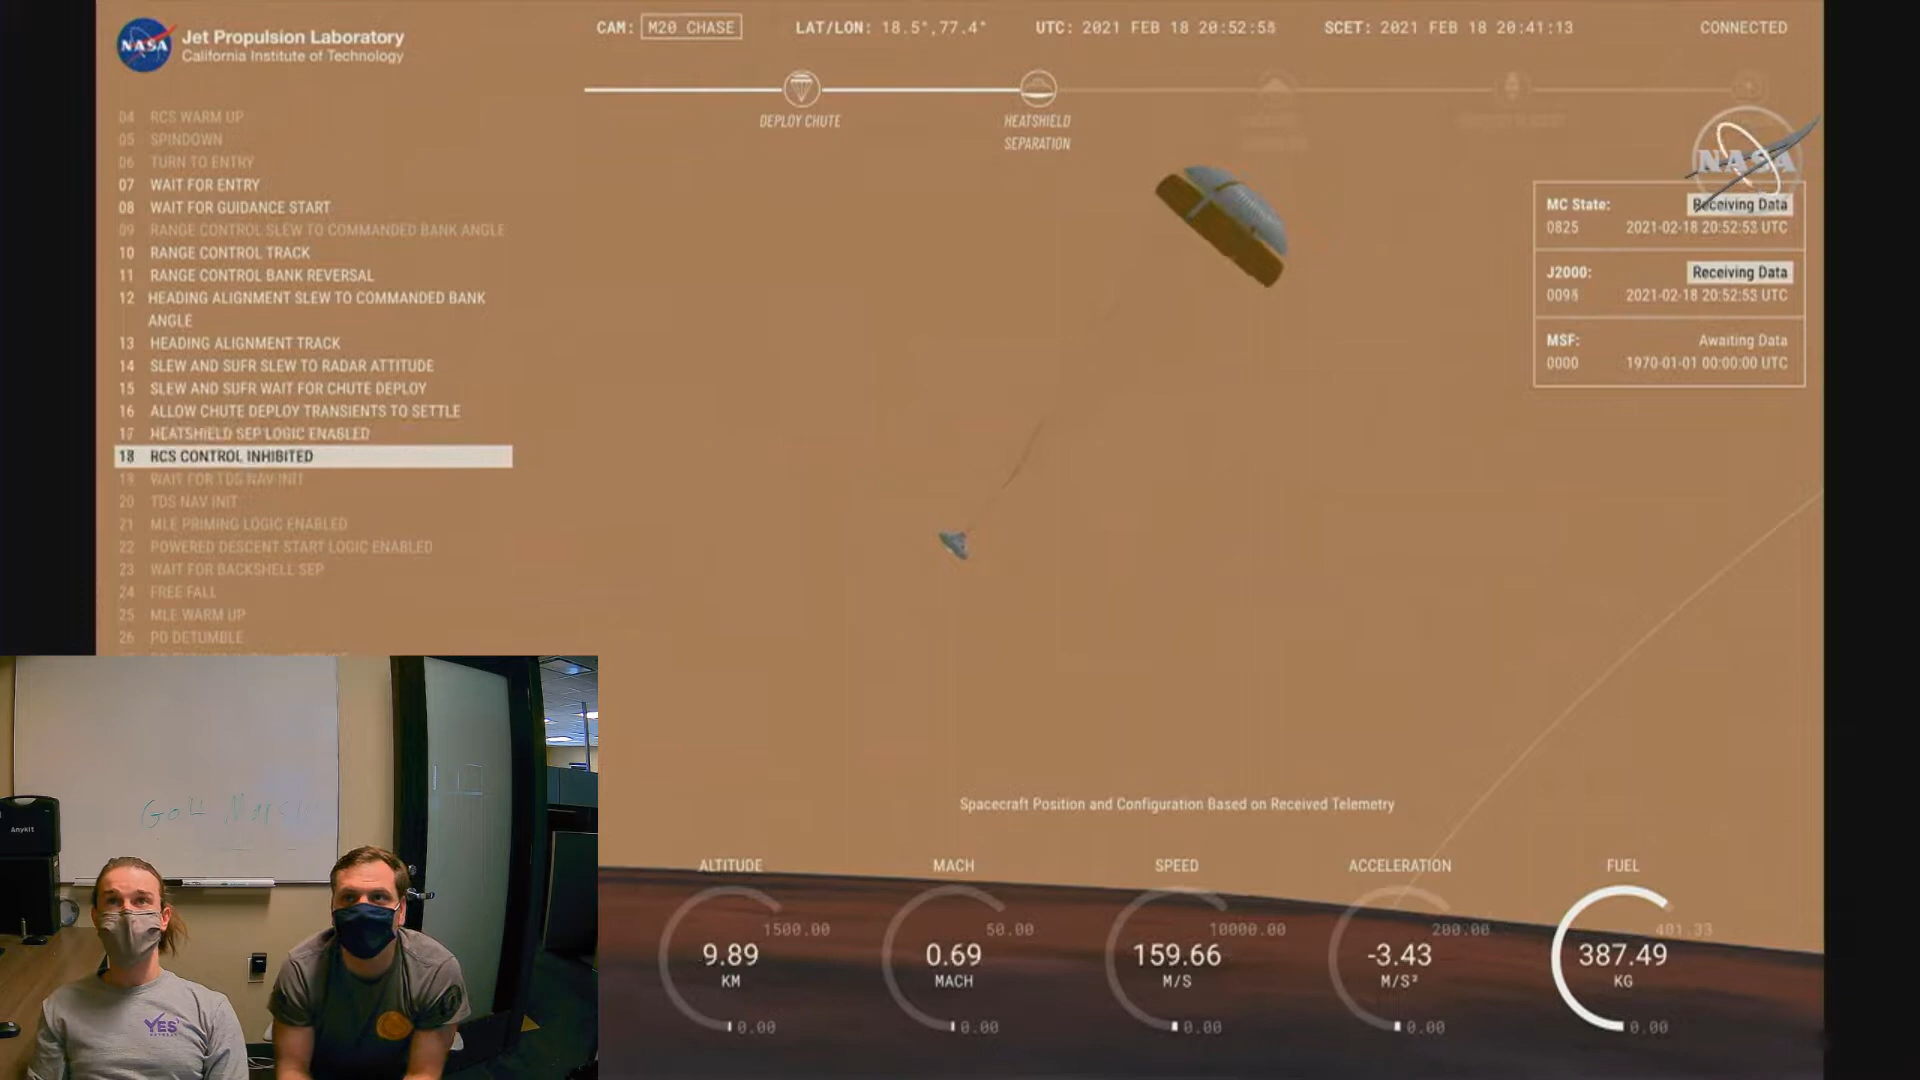 NASA
Jet Propulsion Laboratory
California Institute of Technology
CAM: M20 CHASE LAT/LON: 18.5°,77.4° UTC: 2021 FEB 18 20:52:55 SCET: 2021 FEB 18 20:41:13 CONNECTED
DEPLOY CHUTE
HEATSHIELD
SEPARATION
04 RCS WARM UP
05 SPINDOWN
06 TURN TO ENTRY
07 WAIT FOR ENTRY
08 WAIT FOR GUIDANCE START
09 RANGE CONTROL SLEW TO COMMANDED BANK ANGLE
10 RANGE CONTROL TRACK
11 RANGE CONTROL BANK REVERSAL
12 HEADING ALIGNMENT SLEW TO COMMANDED BANK
ANGLE
13 HEADING ALIGNMENT TRACK
14 SLEW AND SUFR SLEW TO RADAR ATTITUDE
15 SLEW AND SUFR WAIT FOR CHUTE DEPLOY
16 ALLOW CHUTE DEPLOY TRANSIENTS TO SETTLE
17 HEATSHIELD SEP LOGIC ENABLED
18 RCS CONTROL INHIBITED
19 WAIT FOR TDS NAV INIT
20 TDS NAV INIT
21 MLE PRIMING LOGIC ENABLED
22 POWERED DESCENT START LOGIC ENABLED
23 WAIT FOR BACKSHELL SEP
24 FREE FALL
25 MLE WARM UP
26 PD DETUMBLE
NASA
MC State: Receiving Data
0825 2021-02-18 20:52:53 UTC
J2000: Receiving Data
2021-02-18 20:52:53 UTC
MSF: Awaiting Data
0000 1970-01-01 00:00:00 UTC
Spacecraft Position and Configuration Based on Received Telemetry
ALTITUDE
1500.00
9.89
KM
0.00
MACH
50.00
0.69
MACH
0.00
SPEED
10000.00
159.66
M/S
0.00
ACCELERATION
200.00
-3.43
M/S²
0.00
FUEL
401.33
387.49
KG
0.00
Anykit
YES